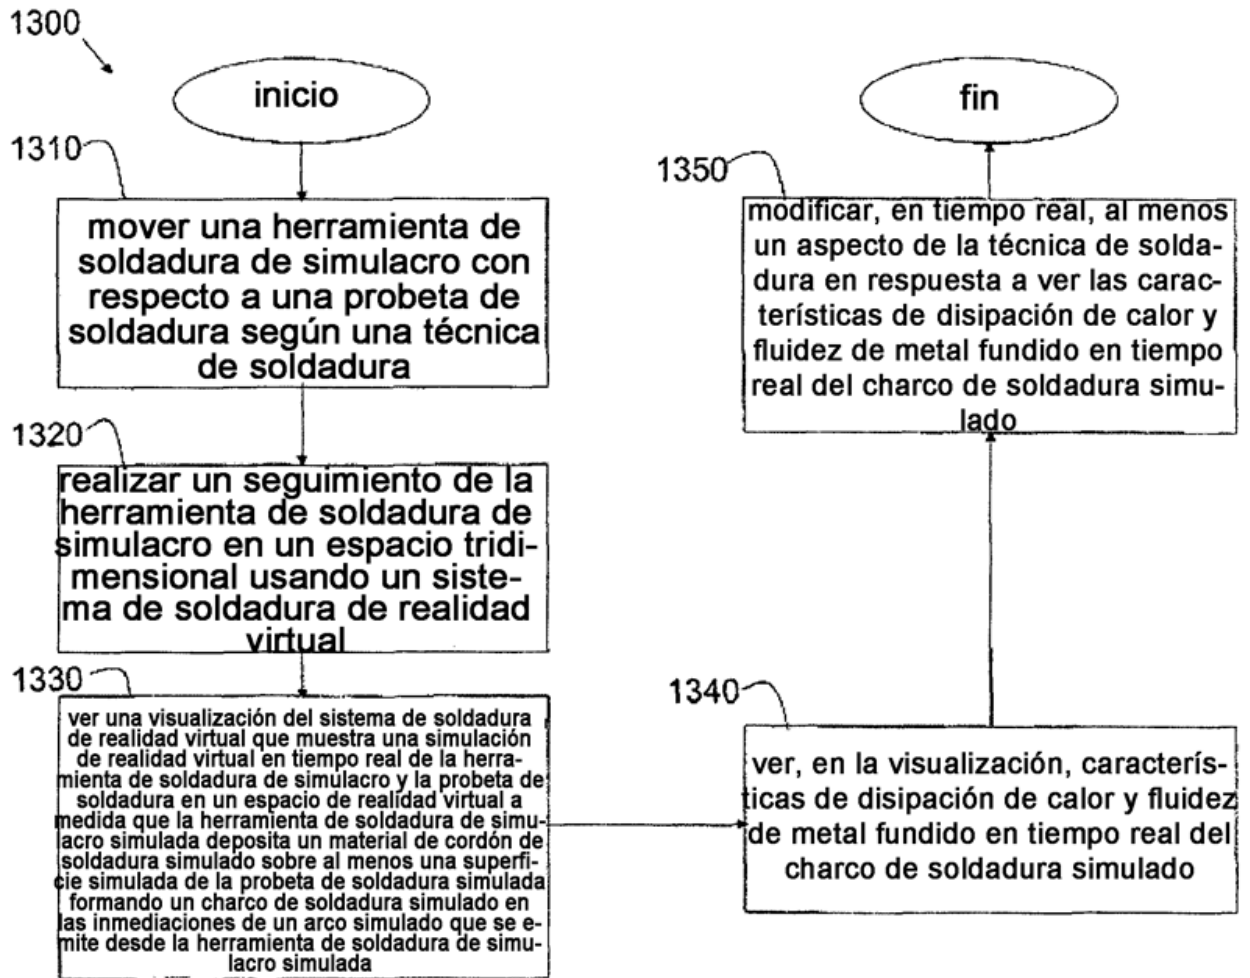 1300
inicio
1310
mover una herramienta de
soldadura de simulacro con
respecto a una probeta de
soldadura según una técnica
de soldadura
1320
realizar un seguimiento de la
herramienta de soldadura de
simulacro en un espacio tridi-
mensional usando un siste-
ma de soldadura de realidad
virtual
1330
ver una visualización del sistema de soldadura
de realidad virtual que muestra una simulación
de realidad virtual en tiempo real de la herra-
mienta de soldadura de simulacro y la probeta de
soldadura en un espacio de realidad virtual a
medida que la herramienta de soldadura de simu-
lacro simulada deposita un material de cordón de
soldadura simulado sobre al menos una superfi-
cie simulada de la probeta de soldadura simulada
formando un charco de soldadura simulado en
las inmediaciones de un arco simulado que se e-
mite desde la herramienta de soldadura de simu-
lacro simulada
1340
ver, en la visualización, caracterís-
ticas de disipación de calor y fluidez
de metal fundido en tiempo real del
charco de soldadura simulado
1350
modificar, en tiempo real, al menos
un aspecto de la técnica de solda-
dura en respuesta a ver las carac-
terísticas de disipación de calor y
fluidez de metal fundido en tiempo
real del charco de soldadura simu-
lado
fin